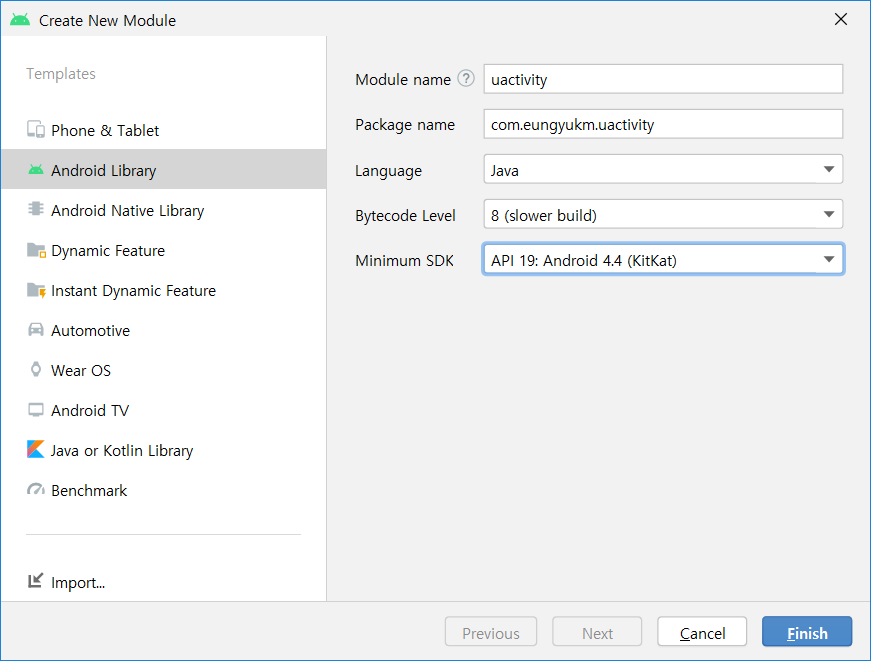 Create New Module
Templates
Phone & Tablet
Android Library
Android Native Library
Dynamic Feature
Instant Dynamic Feature
Automotive
Wear OS
Android TV
Java or Kotlin Library
Benchmark
Import...
Module name ? uactivity
Package name com.eungyukm.uactivity
Language Java
Bytecode Level 8 (slower build)
Minimum SDK API 19: Android 4.4 (KitKat)
Previous Next Cancel Finish